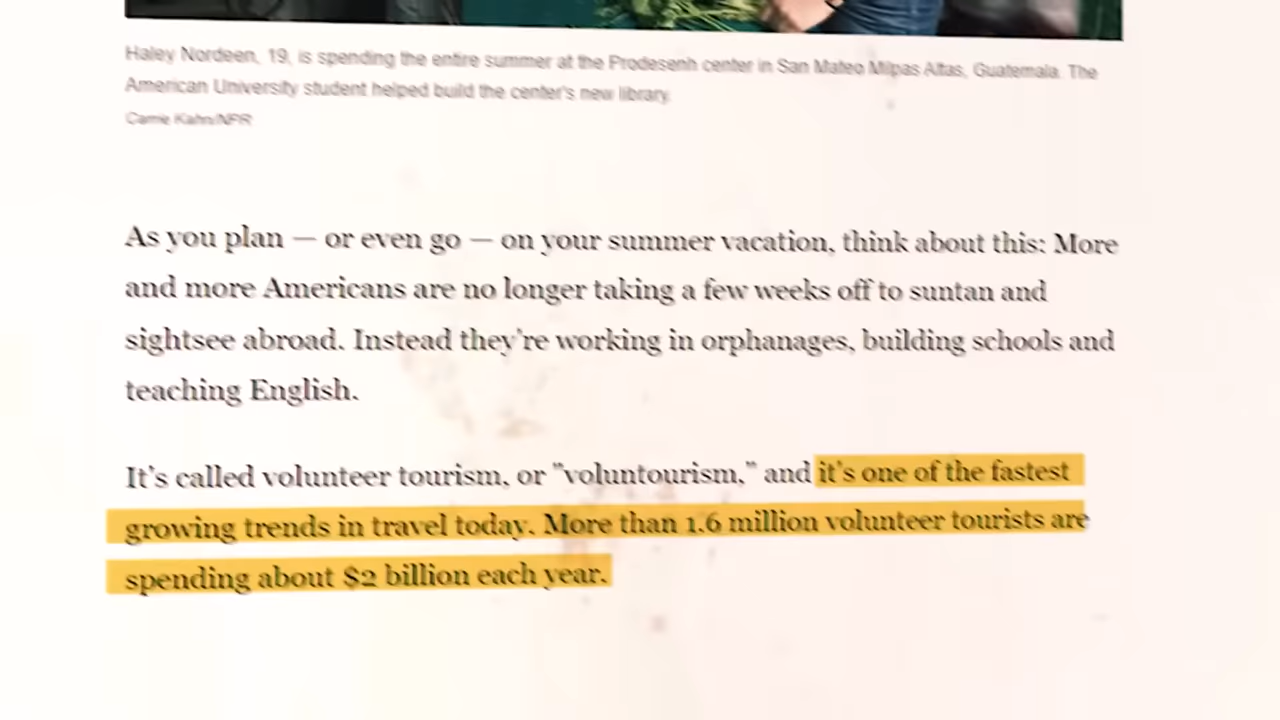 Haley Nordeen, 19, is spending the entire summer at the Prodesenh center in San Mateo Milpas Altas, Guatemala. The
American University student helped build the center's new library.
Carrie Kahn/NPR
As you plan — or even go — on your summer vacation, think about this: More
and more Americans are no longer taking a few weeks off to suntan and
sightsee abroad. Instead they're working in orphanages, building schools and
teaching English.
It's called volunteer tourism, or "voluntourism," and it's one of the fastest
growing trends in travel today. More than 1.6 million volunteer tourists are
spending about $2 billion each year.